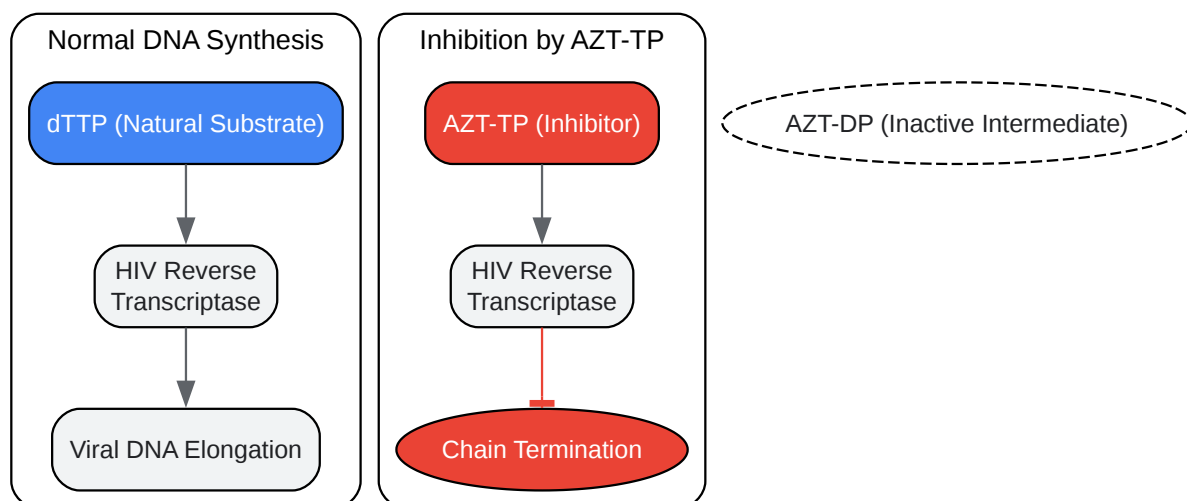 Normal DNA Synthesis
dTTP (Natural Substrate)
HIV Reverse
Transcriptase
Viral DNA Elongation
Inhibition by AZT-TP
AZT-TP (Inhibitor)
HIV Reverse
Transcriptase
Chain Termination
AZT-DP (Inactive Intermediate)